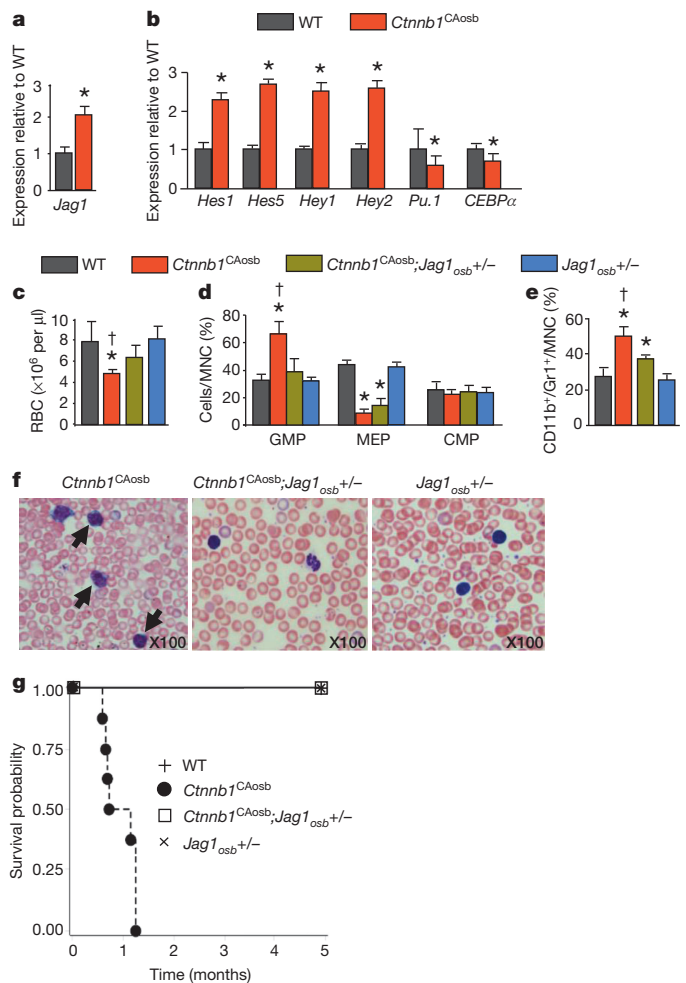 a
b
WT Ctnnb1CAosb
Expression relative to WT
3
2
1
0
*
Jag1
Expression relative to WT
3
2
1
0
* * * * * *
Hes1 Hes5 Hey1 Hey2 Pu.1 CEBPα
WT Ctnnb1CAosb Ctnnb1CAosb;Jag1osb+/– Jag1osb+/–
c
d
e
RBC (×10⁶ per µl)
10
8
6
4
2
0
†
*
Cells/MNC (%)
80
60
40
20
0
†
*
* *
GMP MEP CMP
CD11b⁺/Gr1⁺/MNC (%)
60
40
20
0
†
* *
f
Ctnnb1CAosb Ctnnb1CAosb;Jag1osb+/– Jag1osb+/–
X100 X100 X100
g
Survival probability
1.00
0.75
0.50
0.25
0.00
WT
Ctnnb1CAosb
Ctnnb1CAosb;Jag1osb+/–
Jag1osb+/–
0 1 2 3 4 5
Time (months)